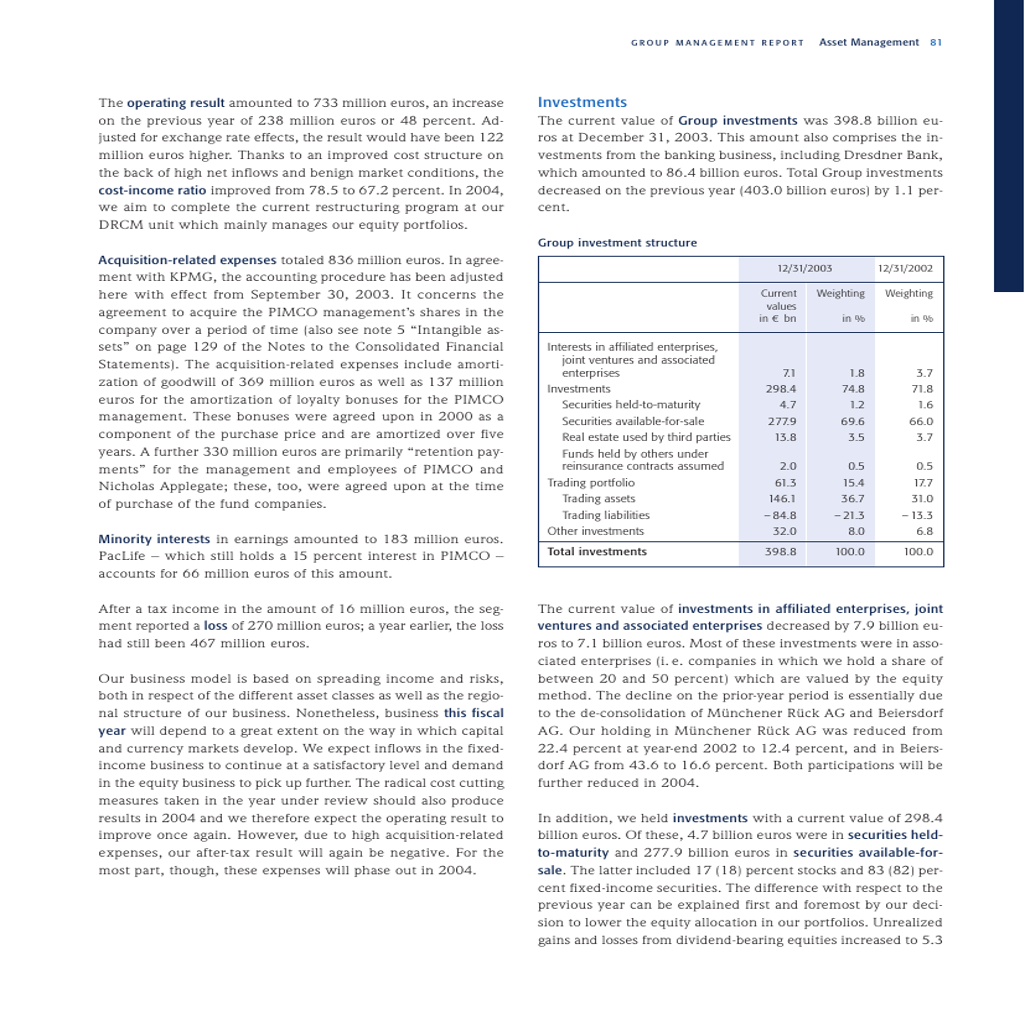 GROUP MANAGEMENT REPORT Asset Management 81
The operating result amounted to 733 million euros, an increase
on the previous year of 238 million euros or 48 percent. Ad-
justed for exchange rate effects, the result would have been 122
million euros higher. Thanks to an improved cost structure on
the back of high net inflows and benign market conditions, the
cost-income ratio improved from 78.5 to 67.2 percent. In 2004,
we aim to complete the current restructuring program at our
DRCM unit which mainly manages our equity portfolios.
Acquisition-related expenses totaled 836 million euros. In agree-
ment with KPMG, the accounting procedure has been adjusted
here with effect from September 30, 2003. It concerns the
agreement to acquire the PIMCO management's shares in the
company over a period of time (also see note 5 “Intangible as-
sets” on page 129 of the Notes to the Consolidated Financial
Statements). The acquisition-related expenses include amorti-
zation of goodwill of 369 million euros as well as 137 million
euros for the amortization of loyalty bonuses for the PIMCO
management. These bonuses were agreed upon in 2000 as a
component of the purchase price and are amortized over five
years. A further 330 million euros are primarily “retention pay-
ments” for the management and employees of PIMCO and
Nicholas Applegate; these, too, were agreed upon at the time
of purchase of the fund companies.
Minority interests in earnings amounted to 183 million euros.
PacLife – which still holds a 15 percent interest in PIMCO –
accounts for 66 million euros of this amount.
After a tax income in the amount of 16 million euros, the seg-
ment reported a loss of 270 million euros; a year earlier, the loss
had still been 467 million euros.
Our business model is based on spreading income and risks,
both in respect of the different asset classes as well as the regio-
nal structure of our business. Nonetheless, business this fiscal
year will depend to a great extent on the way in which capital
and currency markets develop. We expect inflows in the fixed-
income business to continue at a satisfactory level and demand
in the equity business to pick up further. The radical cost cutting
measures taken in the year under review should also produce
results in 2004 and we therefore expect the operating result to
improve once again. However, due to high acquisition-related
expenses, our after-tax result will again be negative. For the
most part, though, these expenses will phase out in 2004.
Investments
The current value of Group investments was 398.8 billion eu-
ros at December 31, 2003. This amount also comprises the in-
vestments from the banking business, including Dresdner Bank,
which amounted to 86.4 billion euros. Total Group investments
decreased on the previous year (403.0 billion euros) by 1.1 per-
cent.
Group investment structure
12/31/2003 12/31/2002
Current Weighting Weighting
values
in € bn in % in %
Interests in affiliated enterprises,
joint ventures and associated
enterprises 7.1 1.8 3.7
Investments 298.4 74.8 71.8
Securities held-to-maturity 4.7 1.2 1.6
Securities available-for-sale 277.9 69.6 66.0
Real estate used by third parties 13.8 3.5 3.7
Funds held by others under
reinsurance contracts assumed 2.0 0.5 0.5
Trading portfolio 61.3 15.4 17.7
Trading assets 146.1 36.7 31.0
Trading liabilities – 84.8 – 21.3 – 13.3
Other investments 32.0 8.0 6.8
Total investments 398.8 100.0 100.0
The current value of investments in affiliated enterprises, joint
ventures and associated enterprises decreased by 7.9 billion eu-
ros to 7.1 billion euros. Most of these investments were in asso-
ciated enterprises (i. e. companies in which we hold a share of
between 20 and 50 percent) which are valued by the equity
method. The decline on the prior-year period is essentially due
to the de-consolidation of Münchener Rück AG and Beiersdorf
AG. Our holding in Münchener Rück AG was reduced from
22.4 percent at year-end 2002 to 12.4 percent, and in Beiers-
dorf AG from 43.6 to 16.6 percent. Both participations will be
further reduced in 2004.
In addition, we held investments with a current value of 298.4
billion euros. Of these, 4.7 billion euros were in securities held-
to-maturity and 277.9 billion euros in securities available-for-
sale. The latter included 17 (18) percent stocks and 83 (82) per-
cent fixed-income securities. The difference with respect to the
previous year can be explained first and foremost by our deci-
sion to lower the equity allocation in our portfolios. Unrealized
gains and losses from dividend-bearing equities increased to 5.3